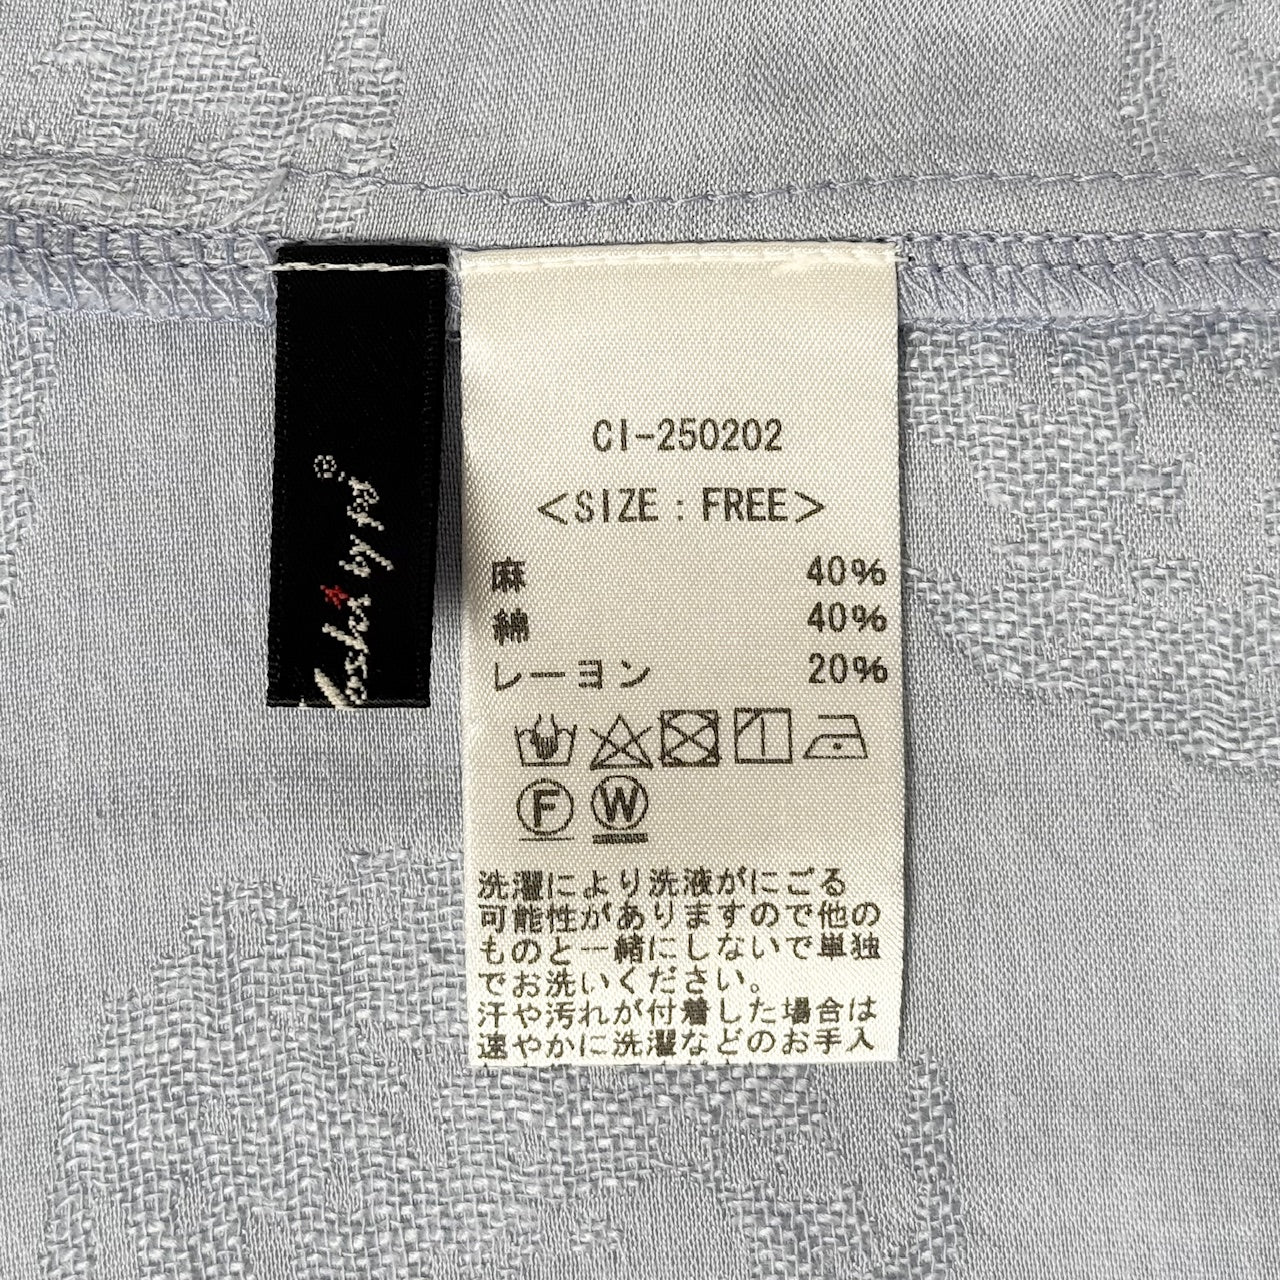 CI-250202
<SIZE : FREE>
麻 40%
綿 40%
レーヨン 20%
F W
洗濯により洗液がにごる
可能性がありますので他の
ものと一緒にしないで単独
でお洗いください。
汗や汚れが付着した場合は
速やかに洗濯などのお手入
by